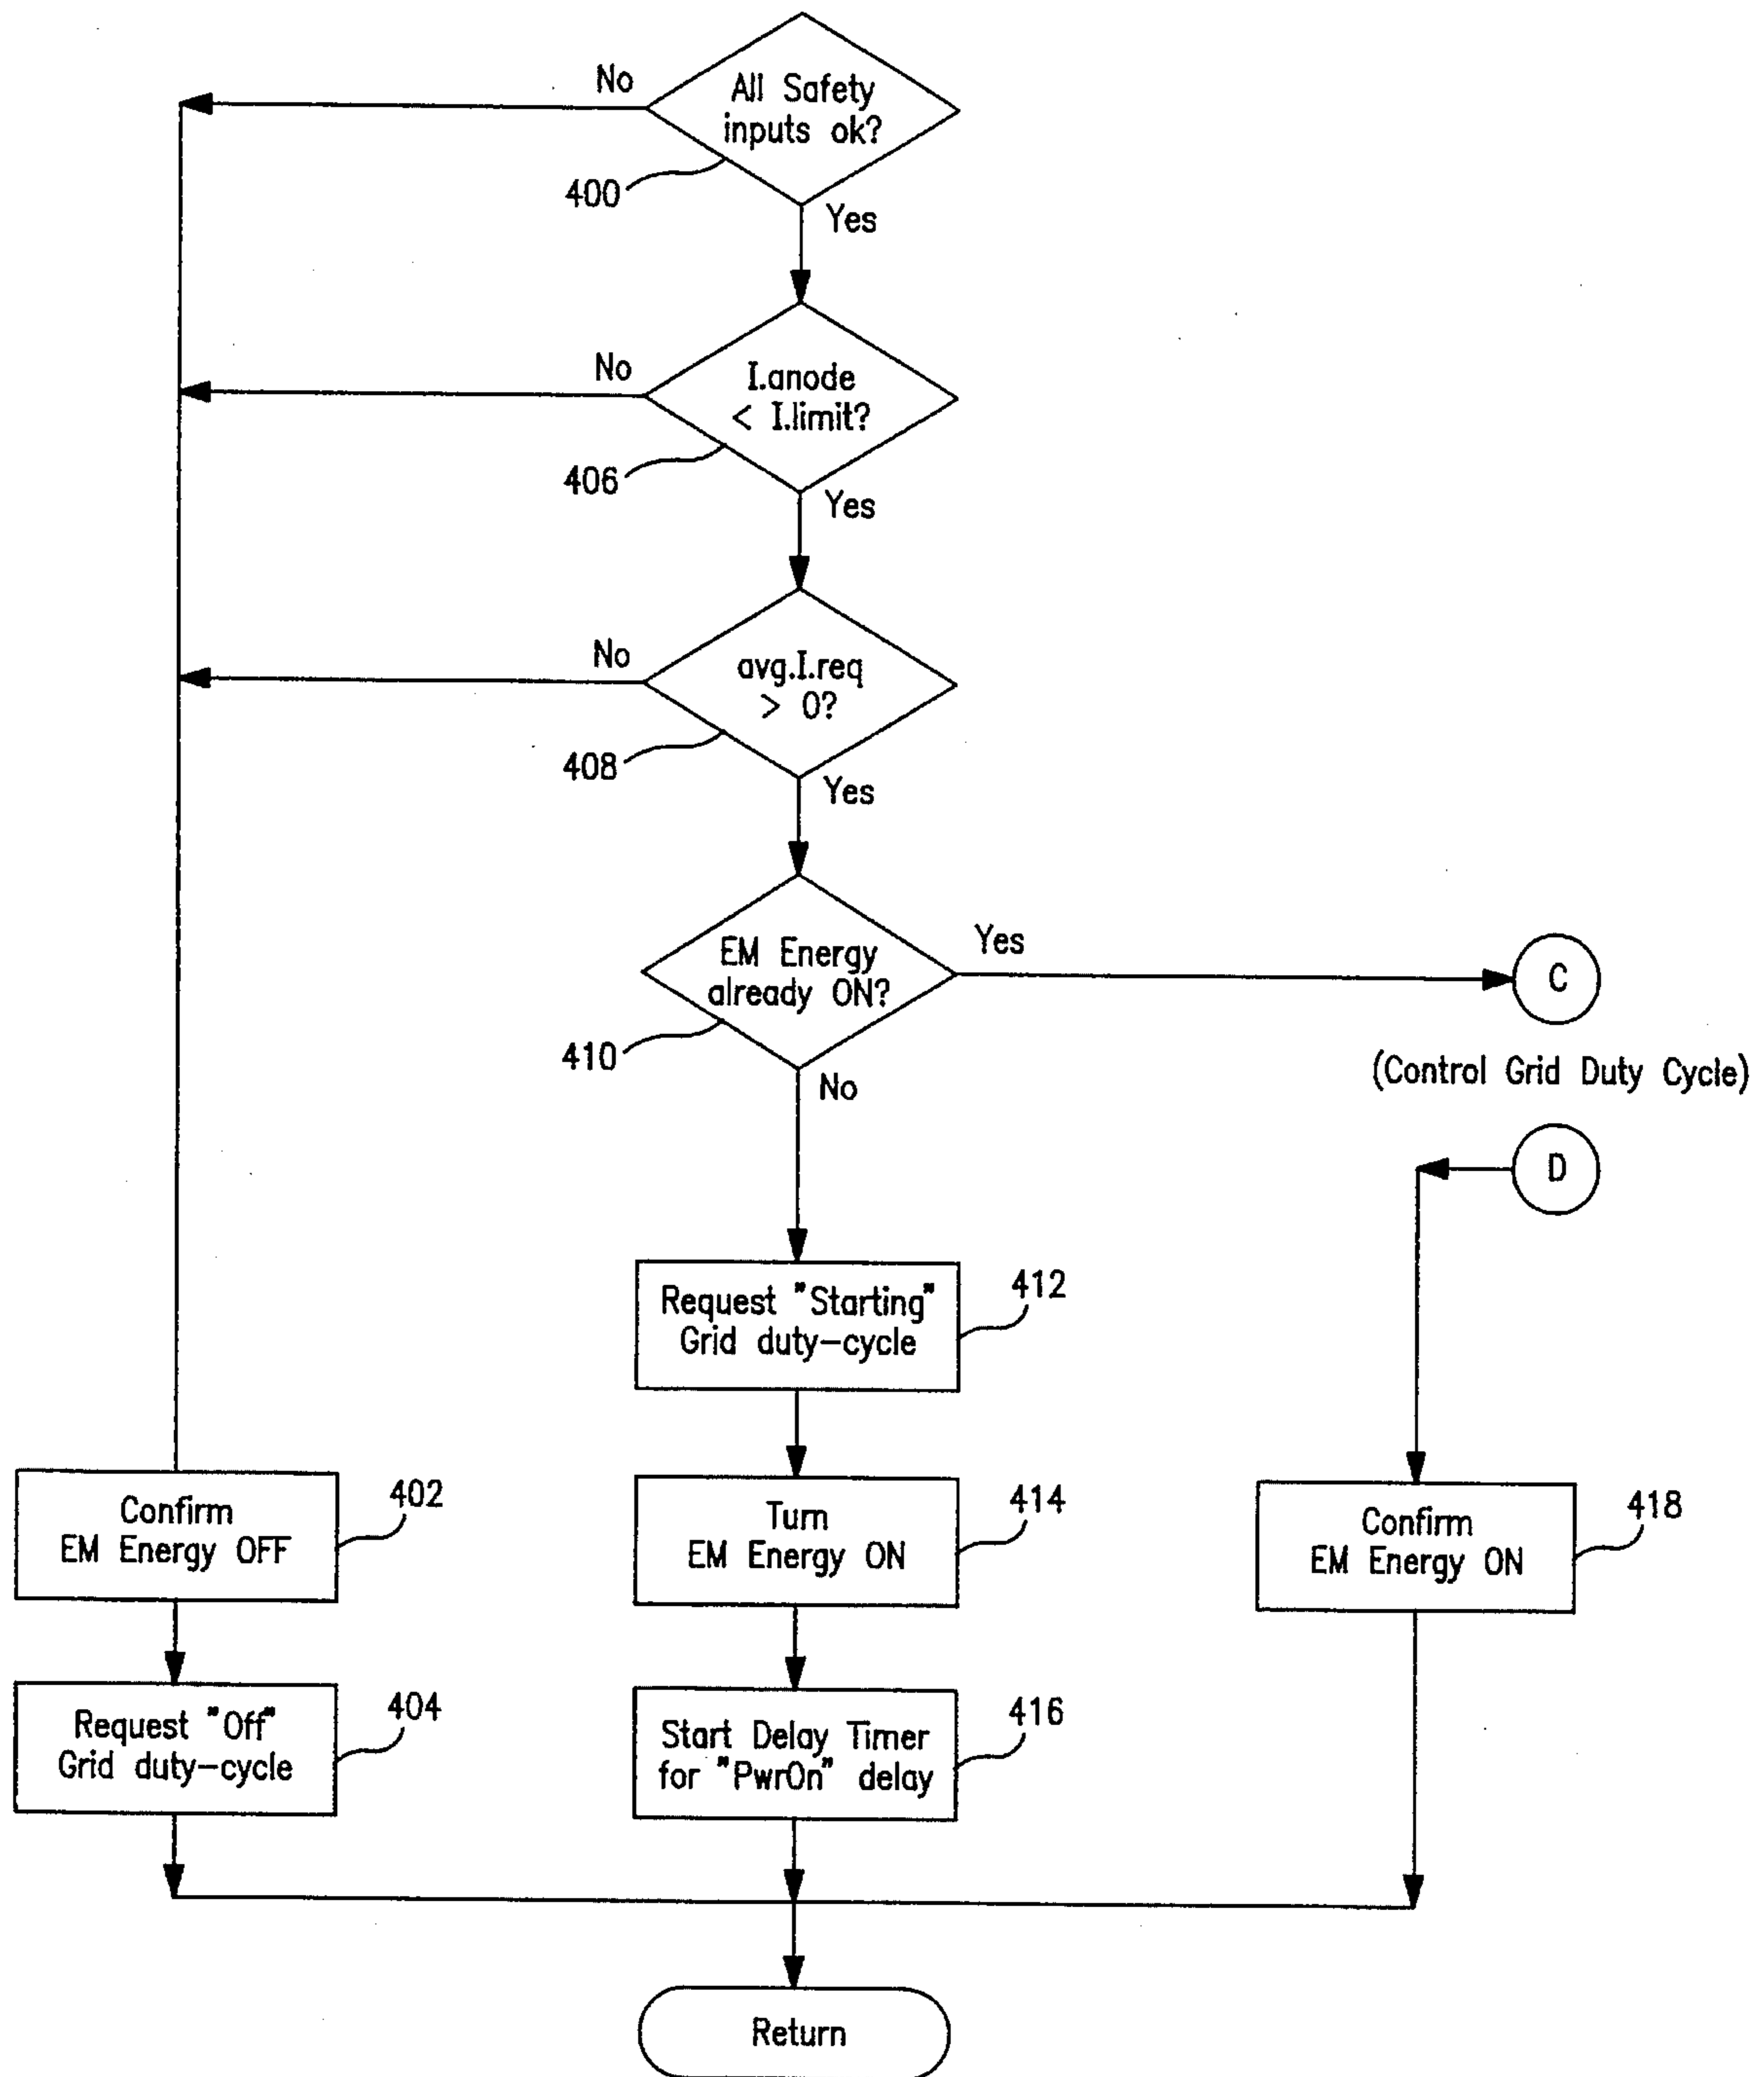 No
All Safety
inputs ok?
400
Yes
No
I.anode
< I.limit?
406
Yes
No
avg.I.req
> 0?
408
Yes
EM Energy
already ON?
Yes
C
410
No
(Control Grid Duty Cycle)
D
Request "Starting"
Grid duty-cycle
412
Confirm
EM Energy OFF
402
Turn
EM Energy ON
414
Confirm
EM Energy ON
418
Request "Off"
Grid duty-cycle
404
Start Delay Timer
for "PwrOn" delay
416
Return